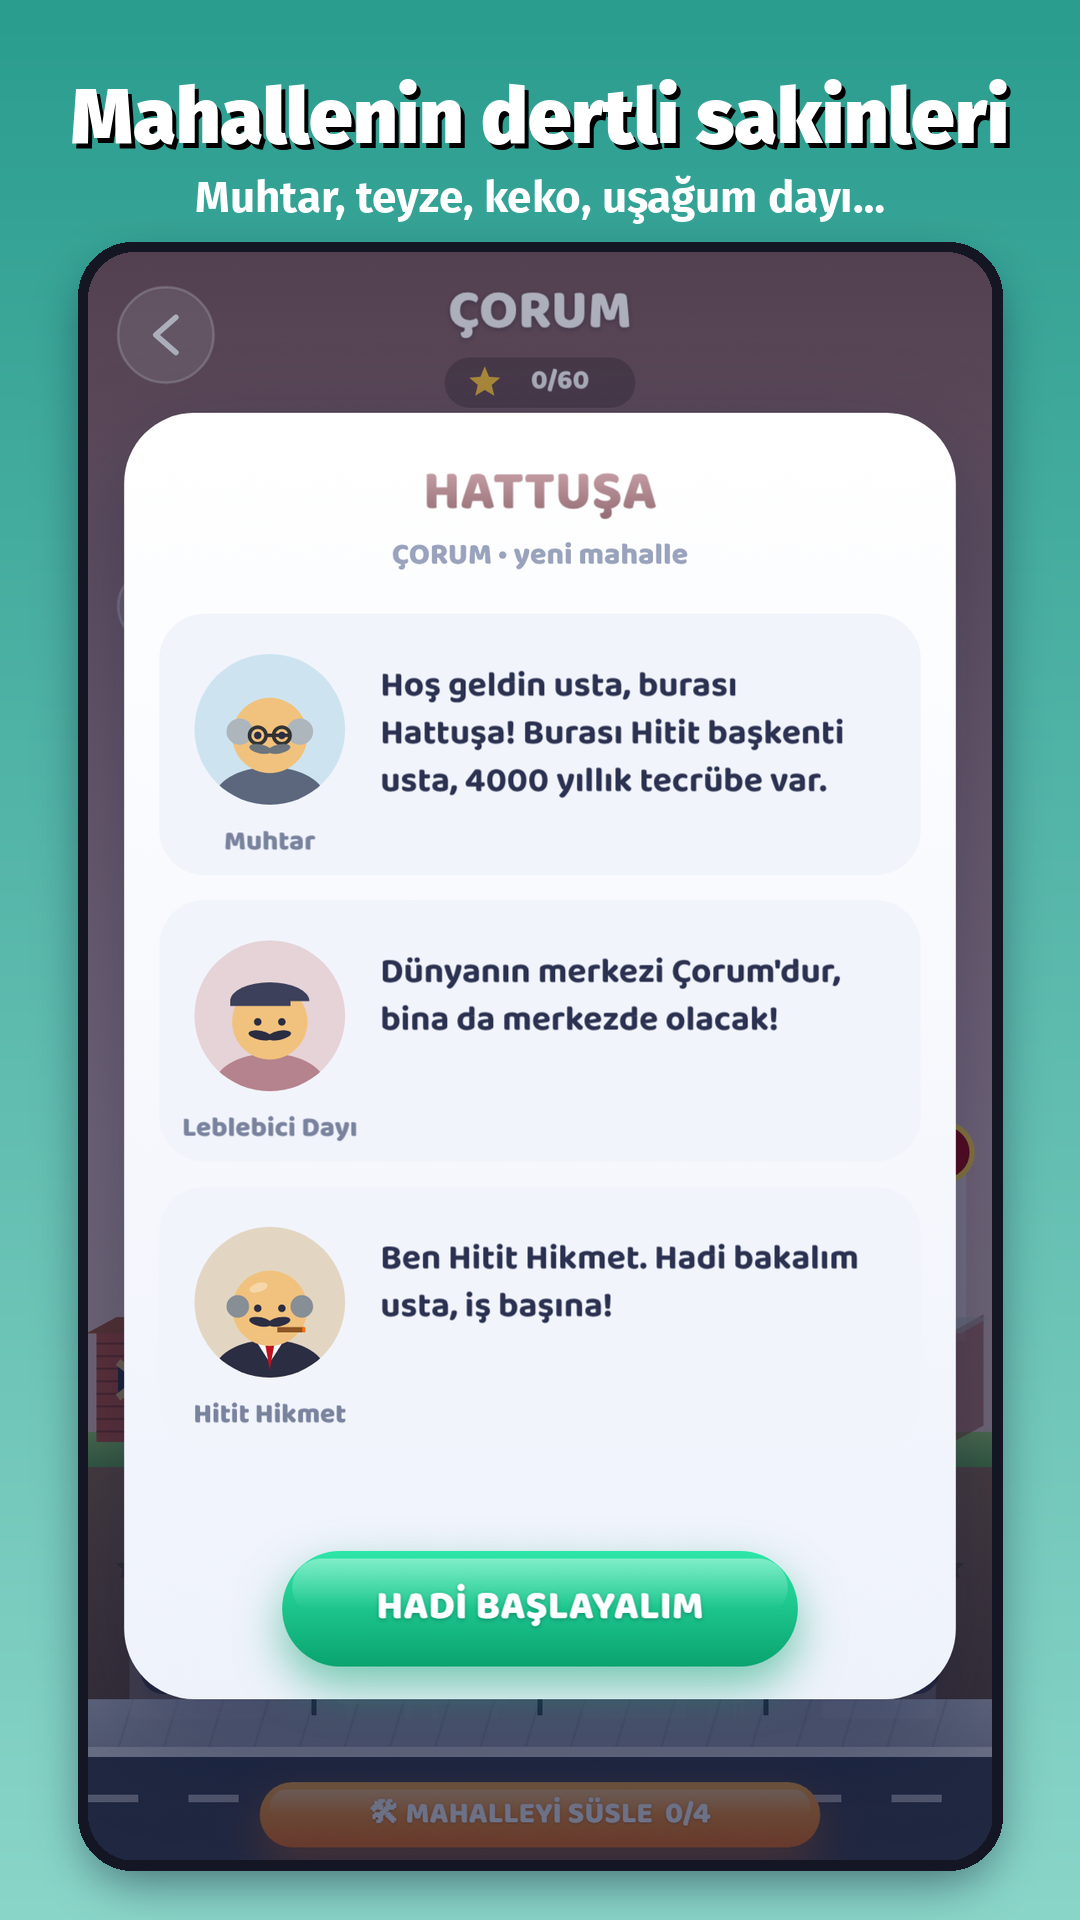 Mahallenin dertli sakinleri
Muhtar, teyze, keko, uşağum dayı...
ÇORUM
0/60
HATTUŞA
ÇORUM • yeni mahalle
Hoş geldin usta, burası
Hattuşa! Burası Hitit başkenti
usta, 4000 yıllık tecrübe var.
Muhtar
Dünyanın merkezi Çorum'dur,
bina da merkezde olacak!
Leblebici Dayı
Ben Hitit Hikmet. Hadi bakalım
usta, iş başına!
Hitit Hikmet
HADİ BAŞLAYALIM
🛠 MAHALLEYİ SÜSLE 0/4